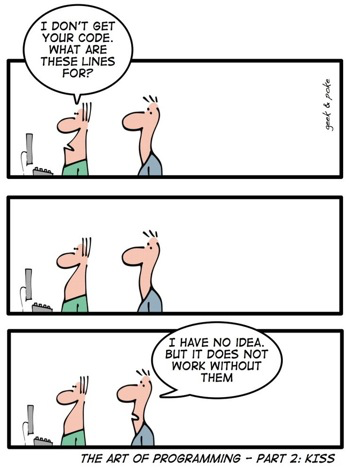 I DON'T GET
YOUR CODE.
WHAT ARE
THESE LINES
FOR?
geek & poke
I HAVE NO IDEA.
BUT IT DOES NOT
WORK WITHOUT
THEM
THE ART OF PROGRAMMING - PART 2: KISS